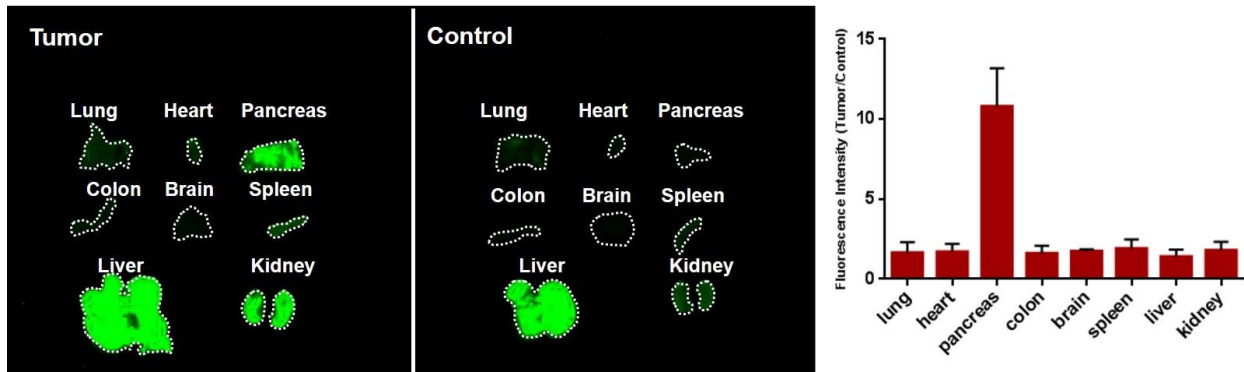 Tumor
Lung Heart Pancreas
Colon Brain Spleen
Liver Kidney
Control
Lung Heart Pancreas
Colon Brain Spleen
Liver Kidney
Fluorescence Intensity (Tumor/Control)
15
10
5
0
lung heart pancreas colon brain spleen liver kidney